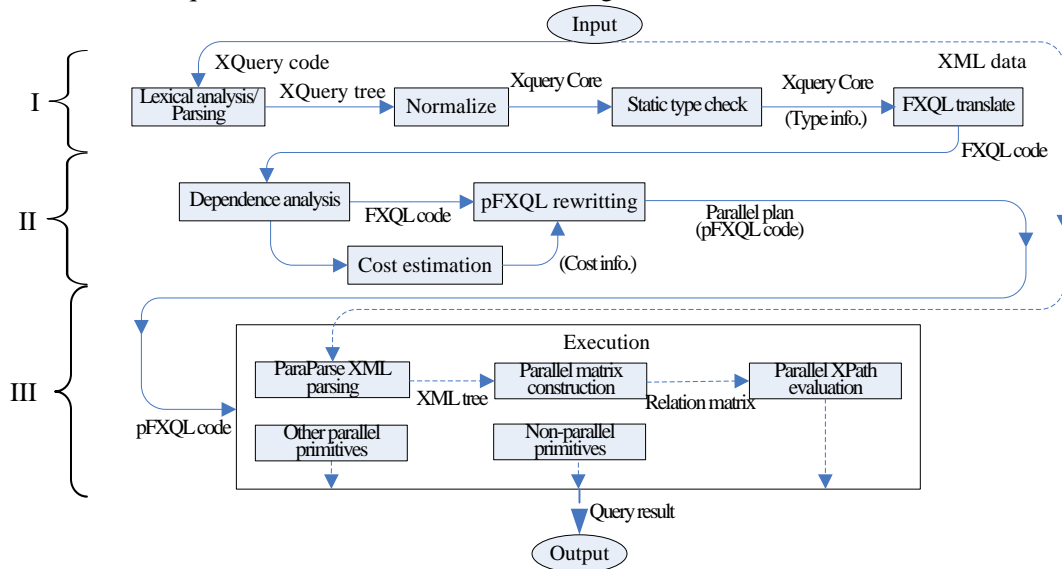 Input
XQuery code
XML data
I
Lexical analysis/
Parsing
XQuery tree
Normalize
Xquery Core
Static type check
Xquery Core
(Type info.)
FXQL translate
FXQL code
II
Dependence analysis
FXQL code
pFXQL rewritting
Parallel plan
(pFXQL code)
Cost estimation
(Cost info.)
III
Execution
ParaParse XML
parsing
XML tree
Parallel matrix
construction
Relation matrix
Parallel XPath
evaluation
pFXQL code
Other parallel
primitives
Non-parallel
primitives
Query result
Output